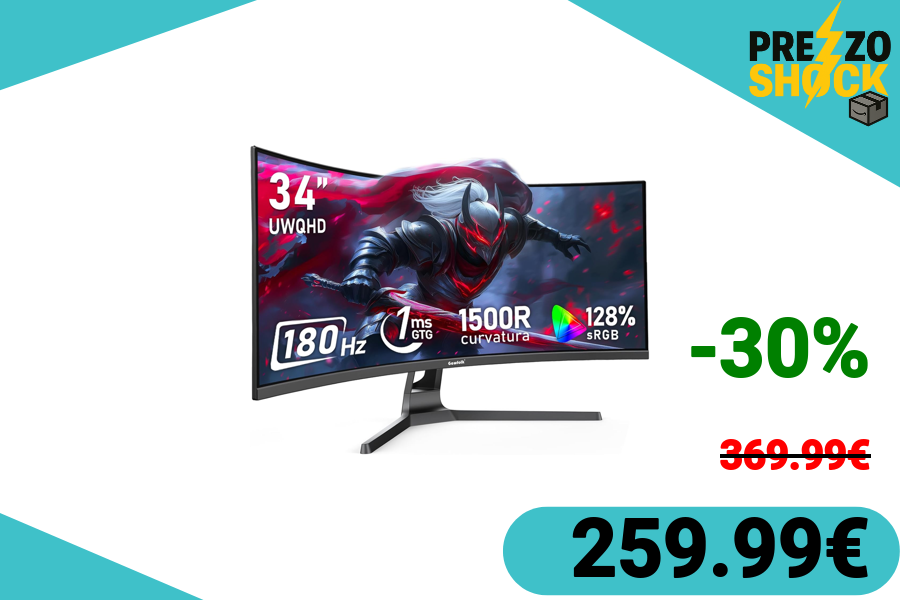 PREZZO
SHOCK
34”
UWQHD
180Hz
1ms
GTG
1500R
curvatura
128%
sRGB
-30%
369.99€
259.99€